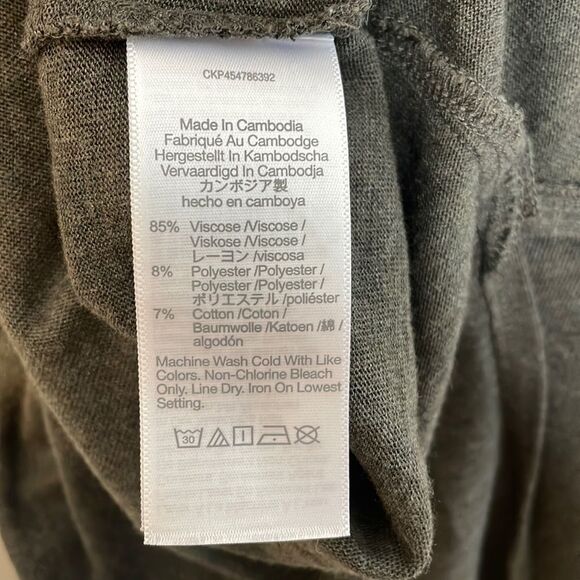 CKP454786392
Made In Cambodia
Fabriqué Au Cambodge
Hergestellt In Kambodscha
Vervaardigd In Cambodja
カンボジア製
hecho en camboya
85% Viscose /Viscose /
Viskose /Viscose /
レーヨン /viscosa
8% Polyester /Polyester /
Polyester /Polyester /
ポリエステル /poliéster
7% Cotton /Coton /
Baumwolle /Katoen /綿 /
algodón
Machine Wash Cold With Like
Colors. Non-Chlorine Bleach
Only. Line Dry. Iron On Lowest
Setting.
30